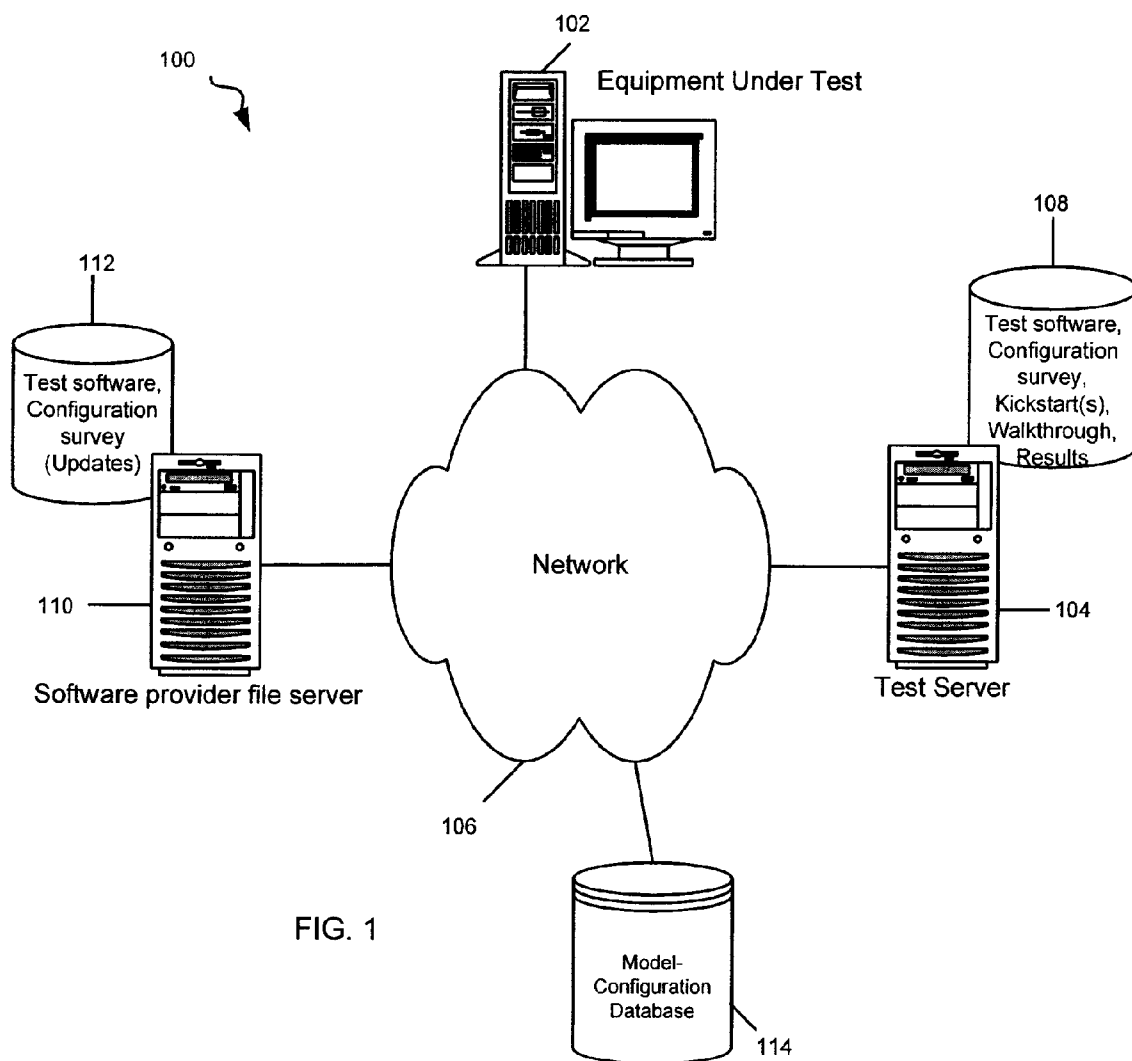 102
100
Equipment Under Test
108
112
Test software,
Configuration
survey,
Kickstart(s),
Walkthrough,
Results
Test software,
Configuration
survey
(Updates)
Network
110
104
Software provider file server
Test Server
106
FIG. 1
Model-
Configuration
Database
114